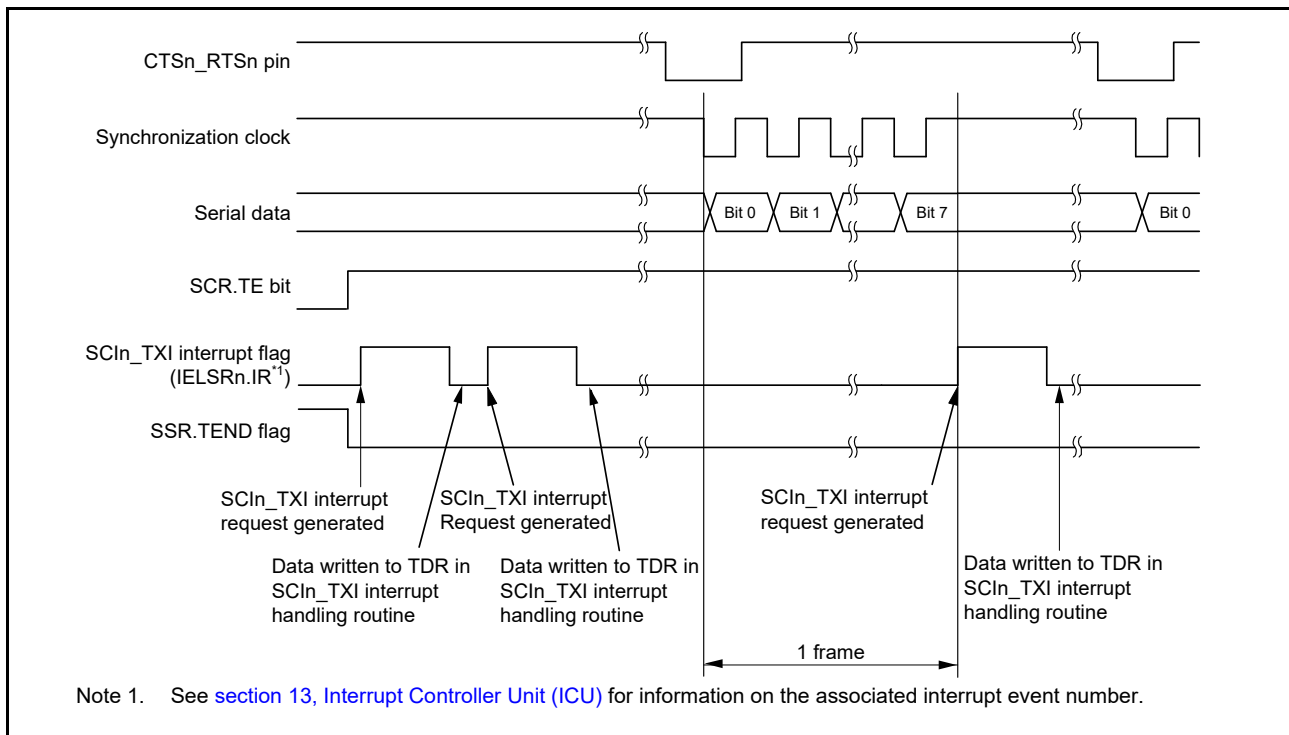 CTSn_RTSn pin
Synchronization clock
Serial data
Bit 0
Bit 1
Bit 7
Bit 0
SCR.TE bit
SCIn_TXI interrupt flag
(IELSRn.IR*1)
SSR.TEND flag
SCIn_TXI interrupt
request generated
SCIn_TXI interrupt
Request generated
SCIn_TXI interrupt
request generated
Data written to TDR in
SCIn_TXI interrupt
handling routine
Data written to TDR in
SCIn_TXI interrupt
handling routine
Data written to TDR in
SCIn_TXI interrupt
handling routine
1 frame
Note 1. See section 13, Interrupt Controller Unit (ICU) for information on the associated interrupt event number.